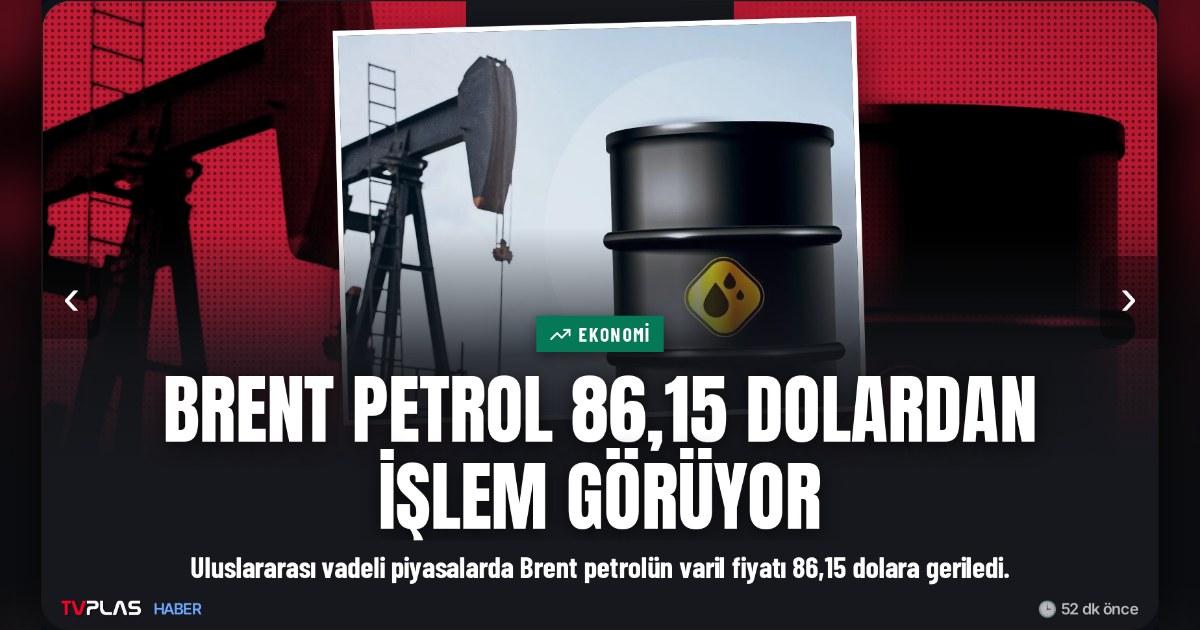 EKONOMİ
BRENT PETROL 86,15 DOLARDAN
İŞLEM GÖRÜYOR
Uluslararası vadeli piyasalarda Brent petrolün varil fiyatı 86,15 dolara geriledi.
TVPLAS HABER
52 dk önce